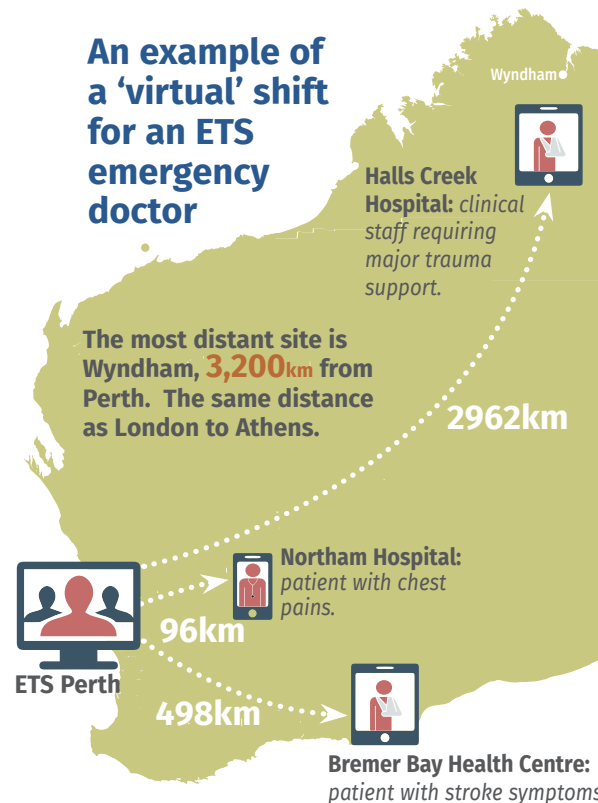 An example of
a ‘virtual’ shift
for an ETS
emergency
doctor
Wyndham
Halls Creek
Hospital: clinical
staff requiring
major trauma
support.
The most distant site is
Wyndham, 3,200km from
Perth. The same distance
as London to Athens.
2962km
Northam Hospital:
patient with chest
pains.
96km
ETS Perth
498km
Bremer Bay Health Centre:
patient with stroke symptoms